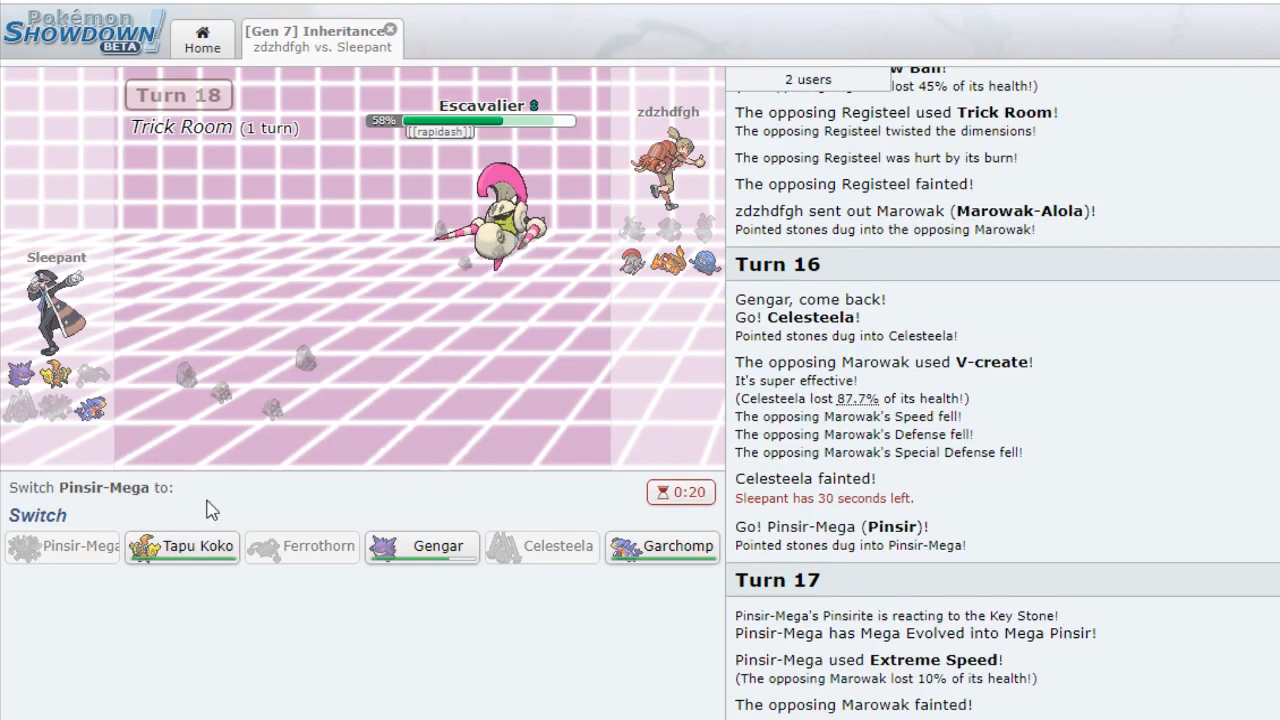 Pokémon
SHOWDOWN!
BETA
Home
[Gen 7] Inheritance
zdzhdfgh vs. Sleepant
Turn 18
Trick Room (1 turn)
Escavalier
58%
[[rapidash]]
zdzhdfgh
Sleepant
Switch Pinsir-Mega to:
0:20
Switch
Pinsir-Mega
Tapu Koko
Ferrothorn
Gengar
Celesteela
Garchomp
2 users
w Ball!
lost 45% of its health!)
The opposing Registeel used Trick Room!
The opposing Registeel twisted the dimensions!
The opposing Registeel was hurt by its burn!
The opposing Registeel fainted!
zdzhdfgh sent out Marowak (Marowak-Alola)!
Pointed stones dug into the opposing Marowak!
Turn 16
Gengar, come back!
Go! Celesteela!
Pointed stones dug into Celesteela!
The opposing Marowak used V-create!
It's super effective!
(Celesteela lost 87.7% of its health!)
The opposing Marowak's Speed fell!
The opposing Marowak's Defense fell!
The opposing Marowak's Special Defense fell!
Celesteela fainted!
Sleepant has 30 seconds left.
Go! Pinsir-Mega (Pinsir)!
Pointed stones dug into Pinsir-Mega!
Turn 17
Pinsir-Mega's Pinsirite is reacting to the Key Stone!
Pinsir-Mega has Mega Evolved into Mega Pinsir!
Pinsir-Mega used Extreme Speed!
(The opposing Marowak lost 10% of its health!)
The opposing Marowak fainted!